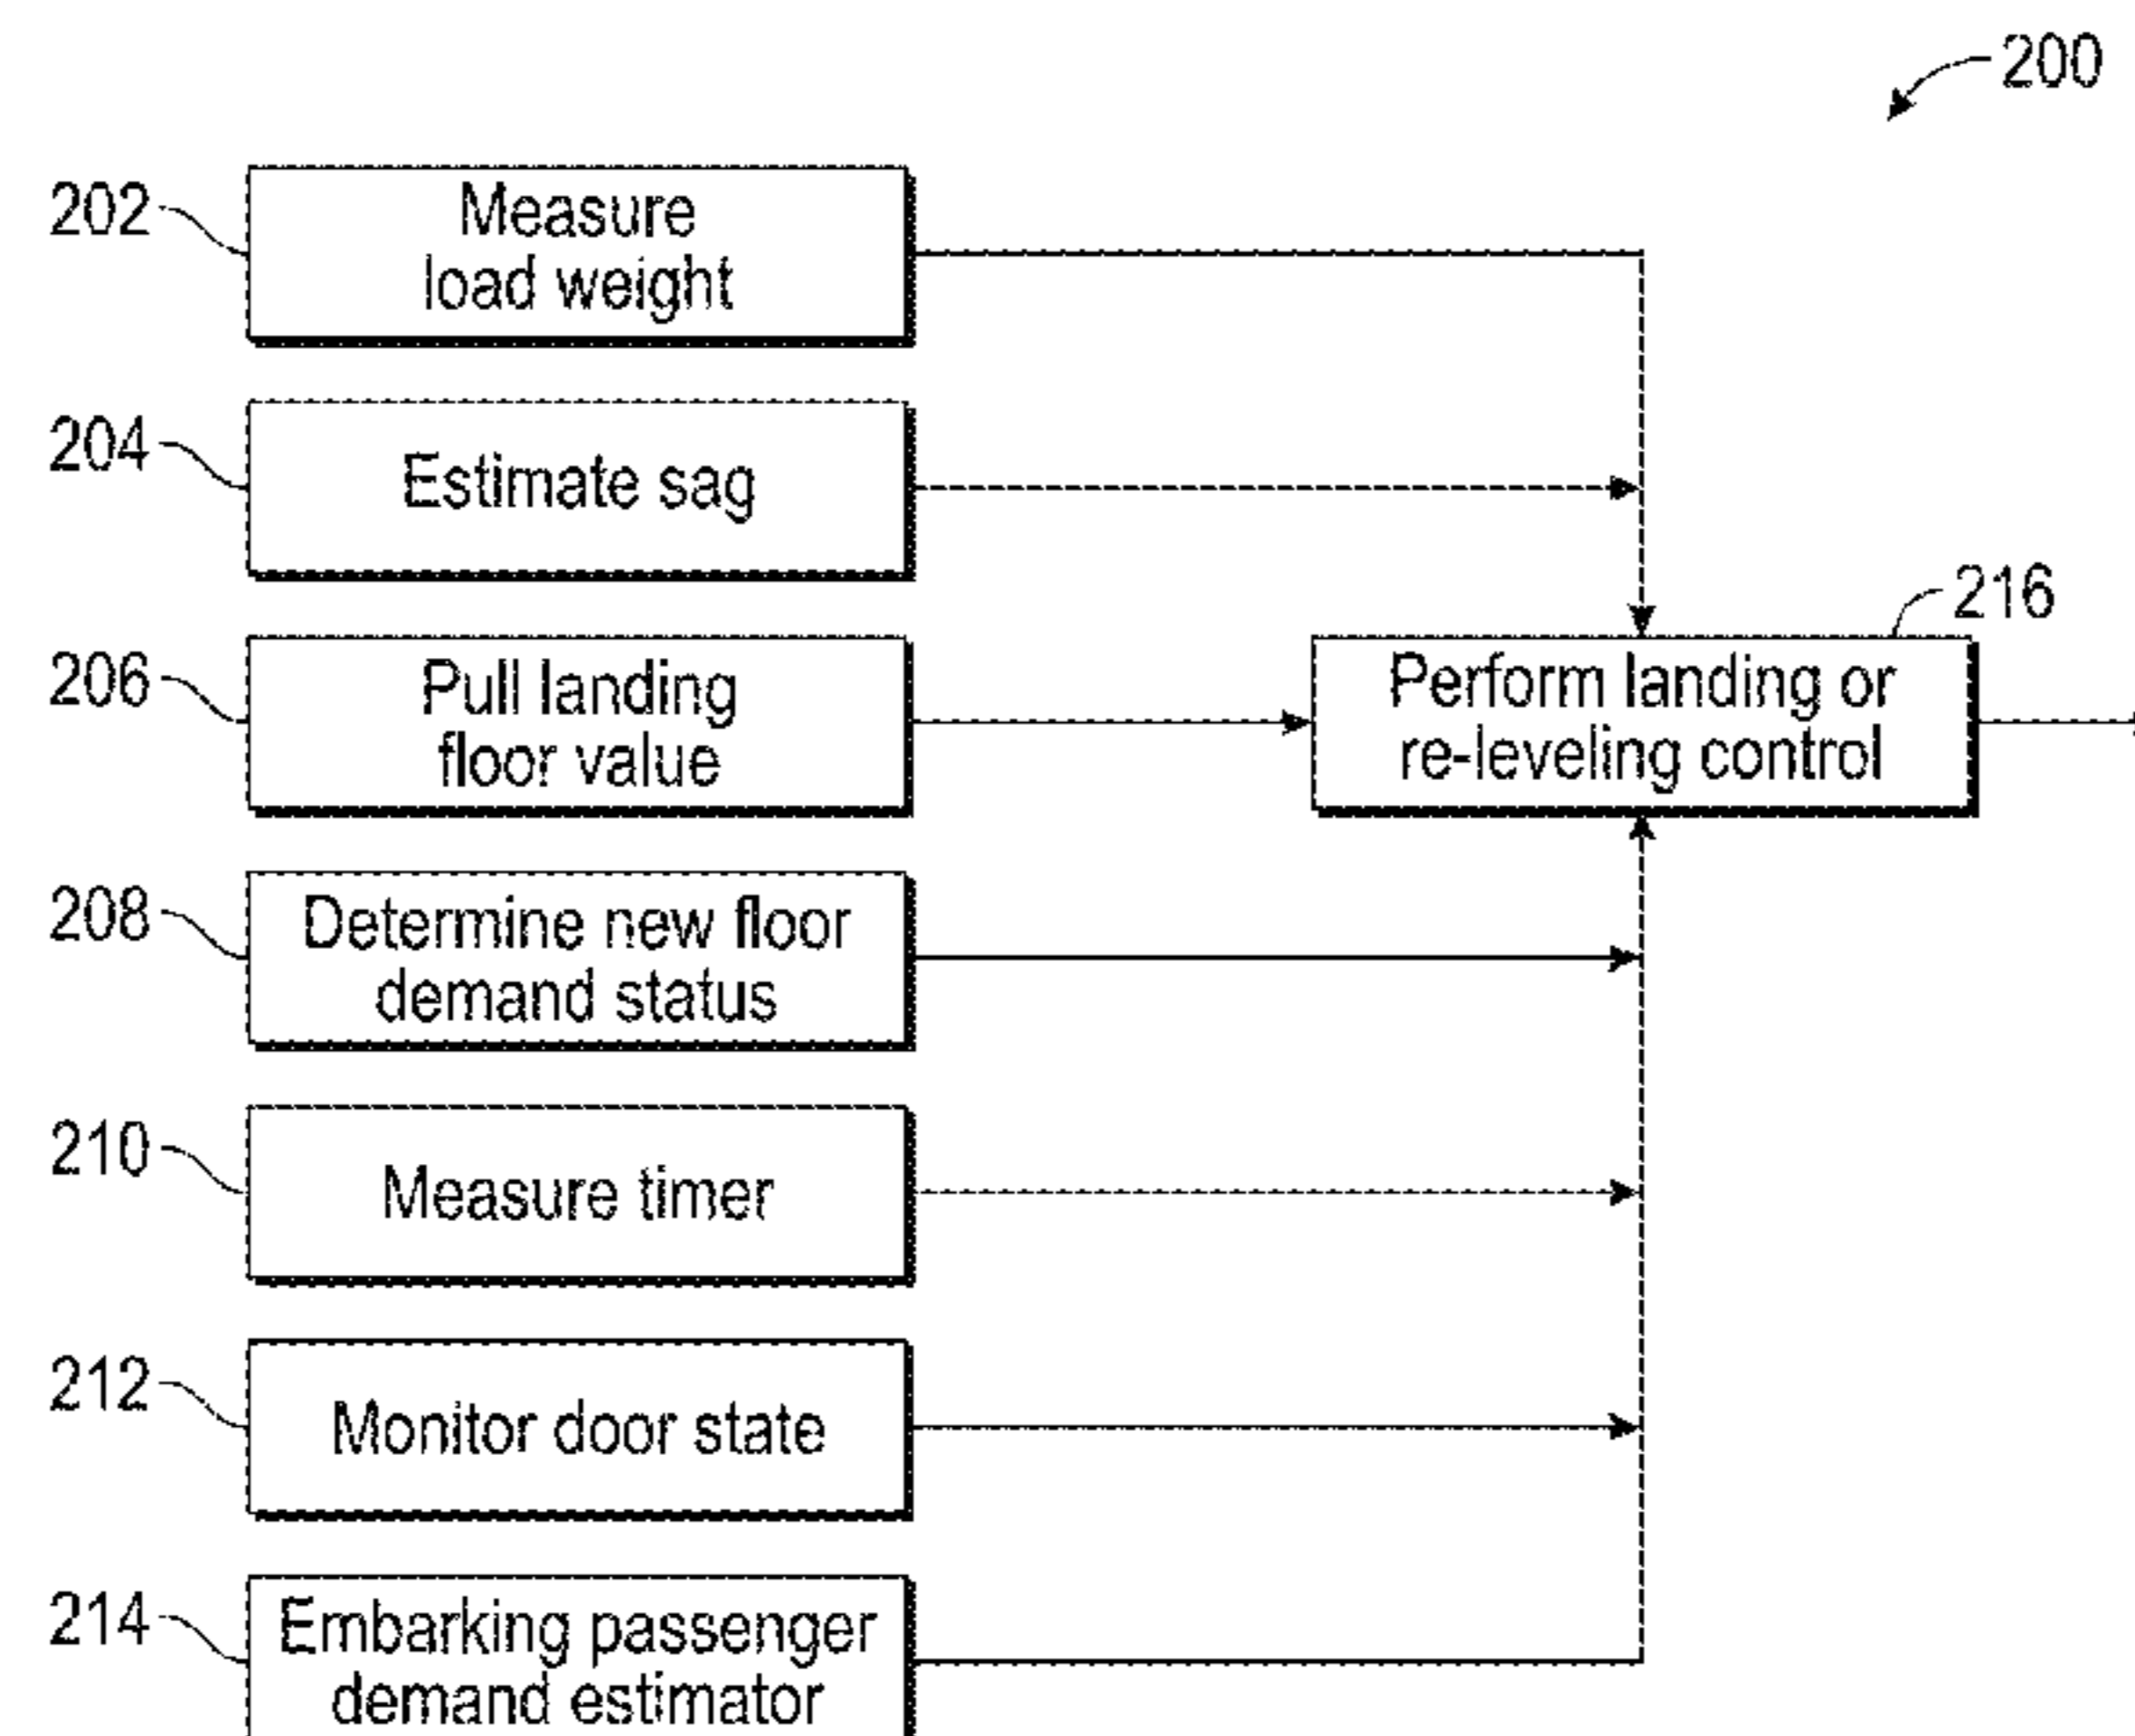 200
202
Measure
load weight
204
Estimate sag
206
Pull landing
floor value
216
Perform landing or
re-leveling control
208
Determine new floor
demand status
210
Measure timer
212
Monitor door state
214
Embarking passenger
demand estimator